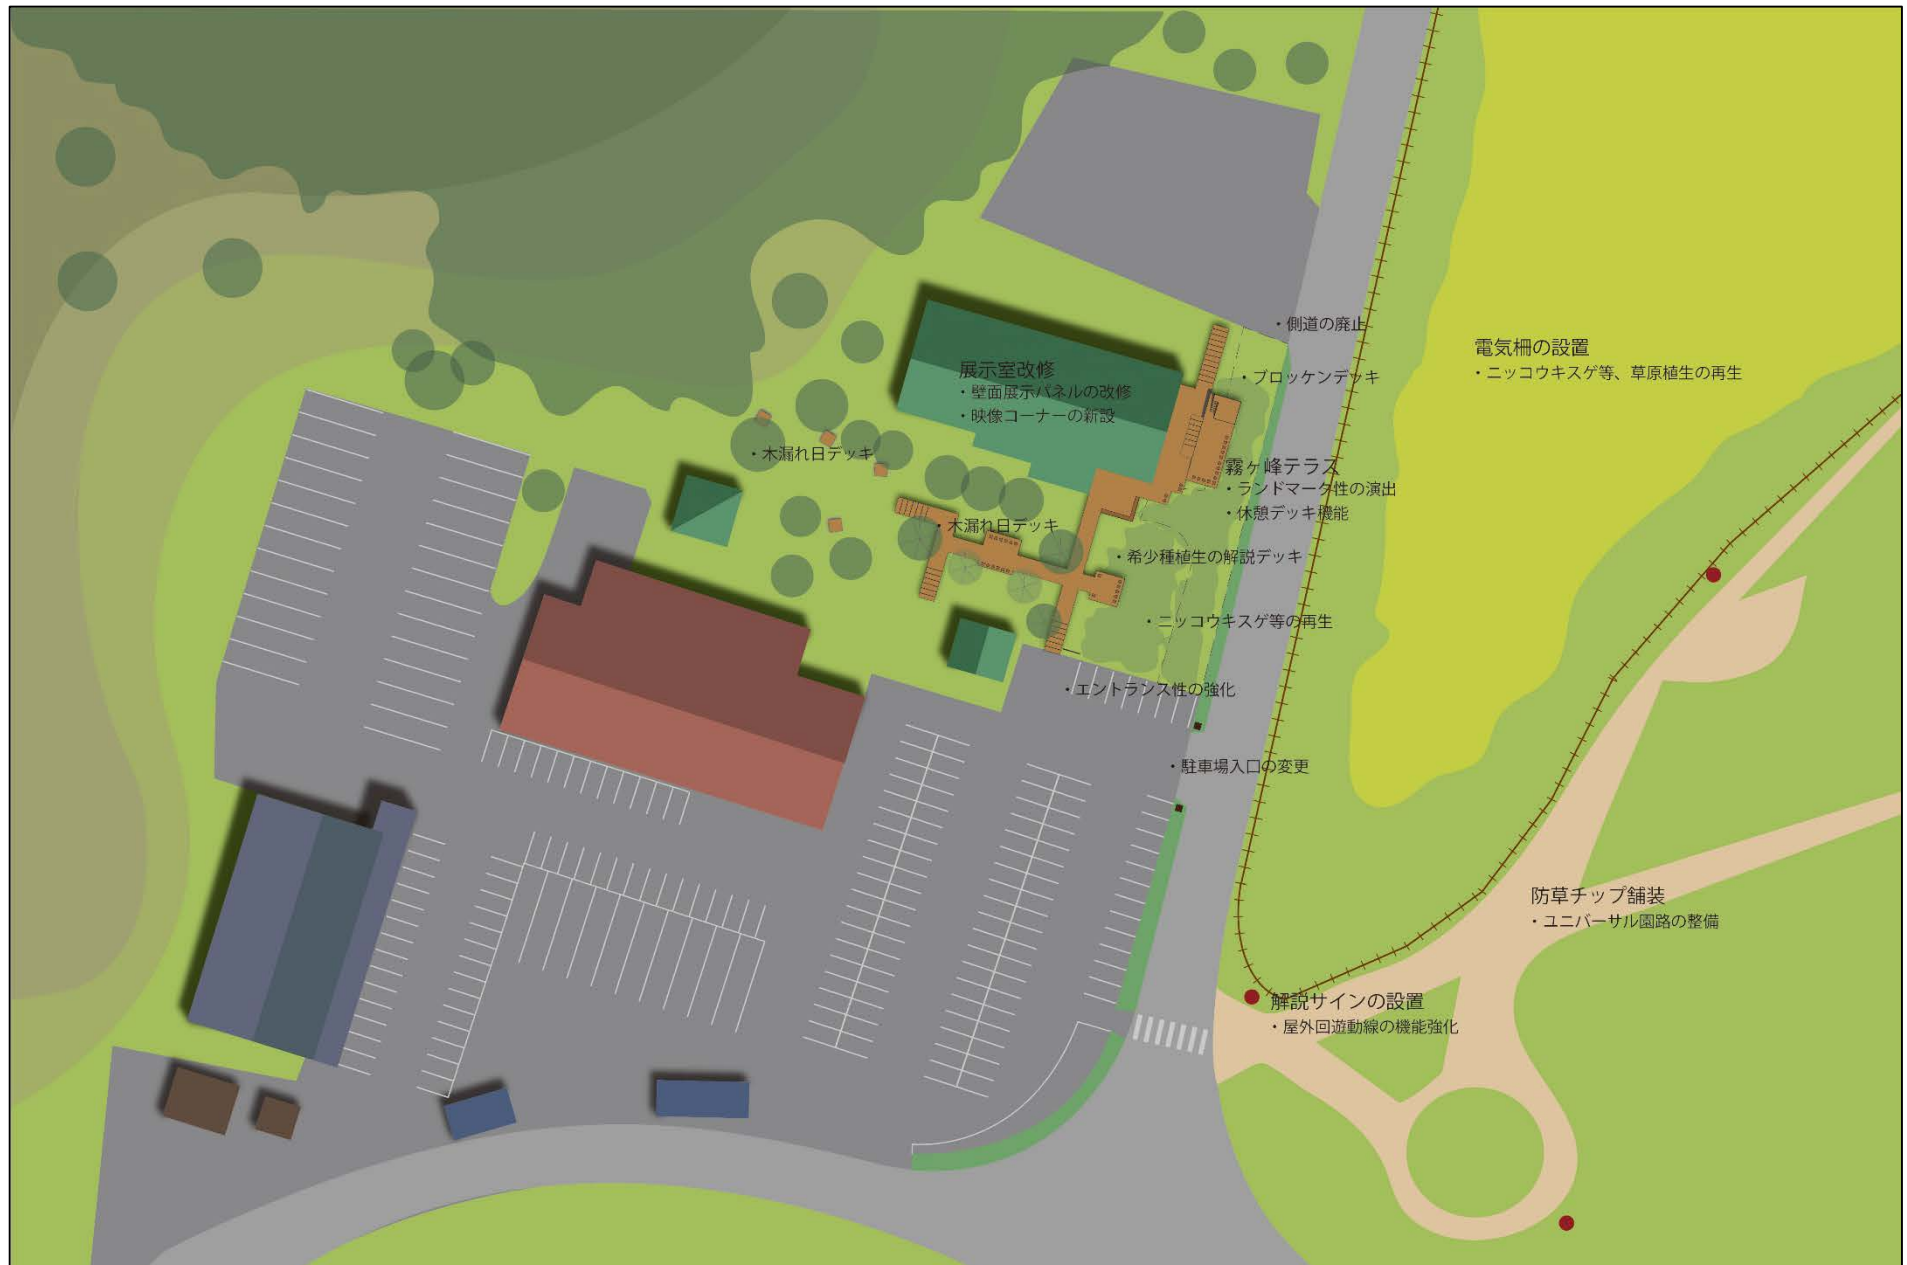 ・側道の廃止
電気柵の設置
・ニッコウキスゲ等、草原植生の再生
展示室改修
・壁面展示パネルの改修
・映像コーナーの新設
・ブロッケンデッキ
・木漏れ日デッキ
霧ヶ峰テラス
・ランドマーク性の演出
・休憩デッキ機能
・木漏れ日デッキ
・希少種植生の解説デッキ
・ニッコウキスゲ等の再生
・エントランス性の強化
・駐車場入口の変更
防草チップ舗装
・ユニバーサル園路の整備
解説サインの設置
・屋外回遊動線の機能強化